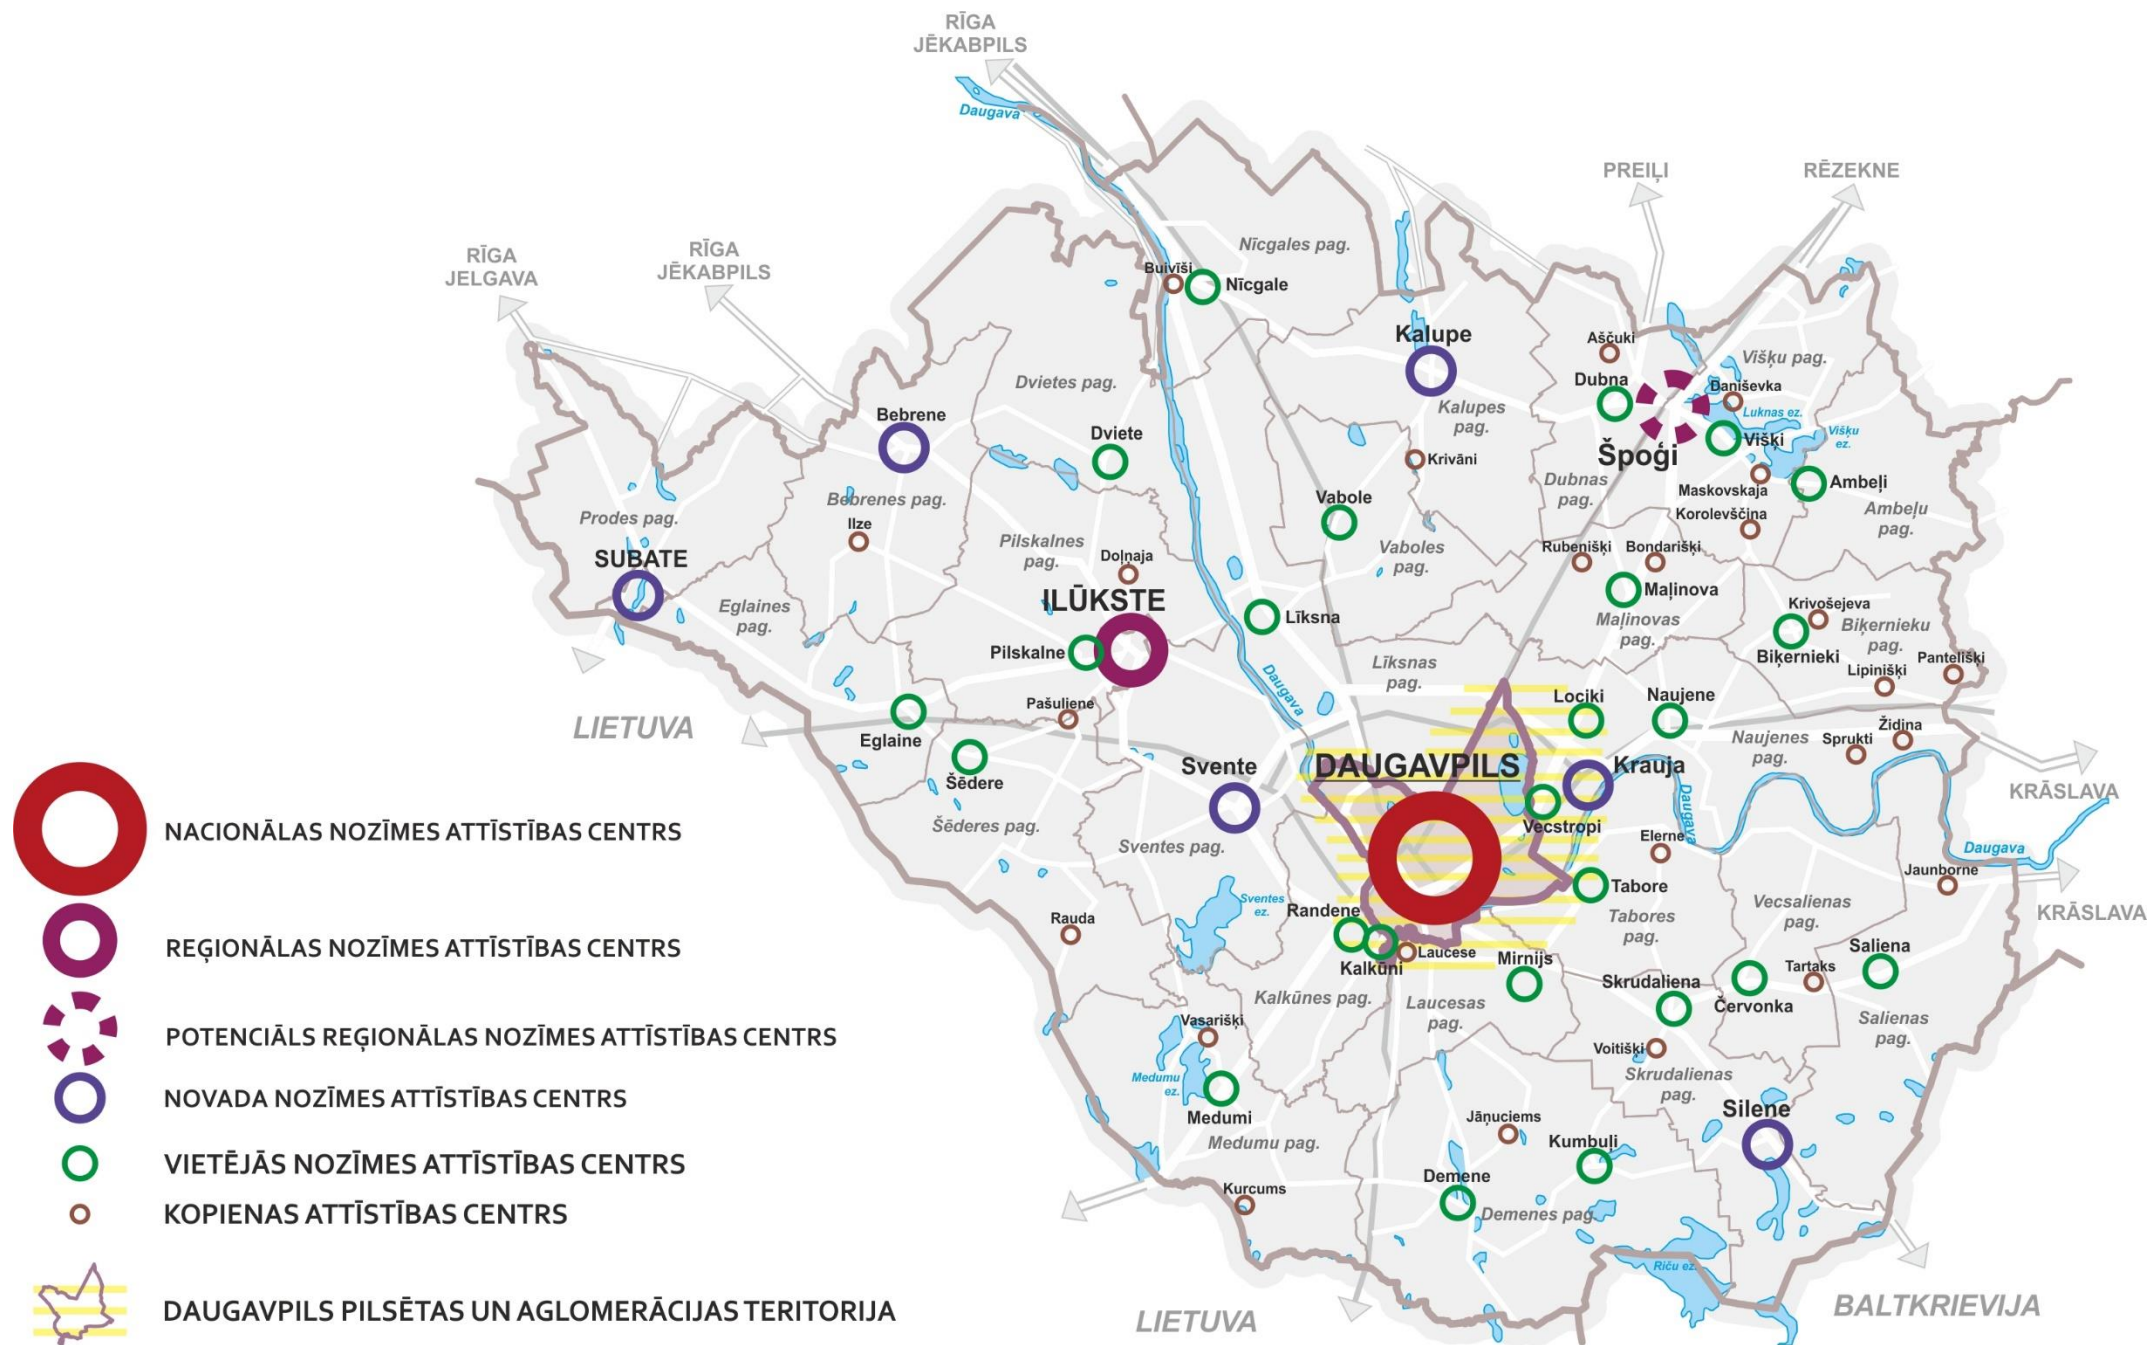 RĪGA
JĒKABPILS
Daugava
PREIĻI
RĒZEKNE
RĪGA
JELGAVA
RĪGA
JĒKABPILS
Nīcgales pag.
Buivīši
Nīcgale
Kalupe
Aščuki
Višķu pag.
Dvietes pag.
Dubna
Daniševka
Luknas ez.
Kalupes
pag.
Bebrene
Dviete
Višķi
Višķu
ez.
Špoģi
Krivāni
Dubnas
pag.
Maskovskaja
Ambeļi
Bebrenes pag.
Vabole
Ambeļu
pag.
Prodes pag.
Ilze
Korolevščina
Pilskalnes
pag.
Vaboles
pag.
Rubeniški
Bondariški
SUBATE
Doļnaja
Maļinova
ILŪKSTE
Eglaines
pag.
Līksna
Maļinovas
pag.
Krivošejeva
Biķernieku
pag.
Biķernieki
Pilskalne
Līksnas
pag.
Lipiniški
Panteliški
Daugava
Pašuliene
Lociki
Naujene
LIETUVA
Eglaine
Naujenes
pag.
Sprukti
Židina
Svente
DAUGAVPILS
Krauja
Šēdere
Daugava
KRĀSLAVA
Vecstropi
Šēderes pag.
Sventes pag.
Elerne
Daugava
Jaunborne
KRĀSLAVA
Tabore
Sventes
ez.
Randene
Tabores
pag.
Vecsalienas
pag.
Rauda
Kalkūni
Laucese
Mirnijs
Saliena
Skrudaliena
Tartaks
Červonka
Kalkūnes pag.
Laucesas
pag.
Salienas
pag.
Vasariški
Voitiški
Medumu
ez.
Skrudalienas
pag.
Medumi
Jāņuciems
Silene
Medumu pag.
Kumbuļi
Kurcums
Demene
Demenes pag.
Riču ez.
LIETUVA
BALTKRIEVIJA
NACIONĀLAS NOZĪMES ATTĪSTĪBAS CENTRS
REĢIONĀLAS NOZĪMES ATTĪSTĪBAS CENTRS
POTENCIĀLS REĢIONĀLAS NOZĪMES ATTĪSTĪBAS CENTRS
NOVADA NOZĪMES ATTĪSTĪBAS CENTRS
VIETĒJĀS NOZĪMES ATTĪSTĪBAS CENTRS
KOPIENAS ATTĪSTĪBAS CENTRS
DAUGAVPILS PILSĒTAS UN AGLOMERĀCIJAS TERITORIJA